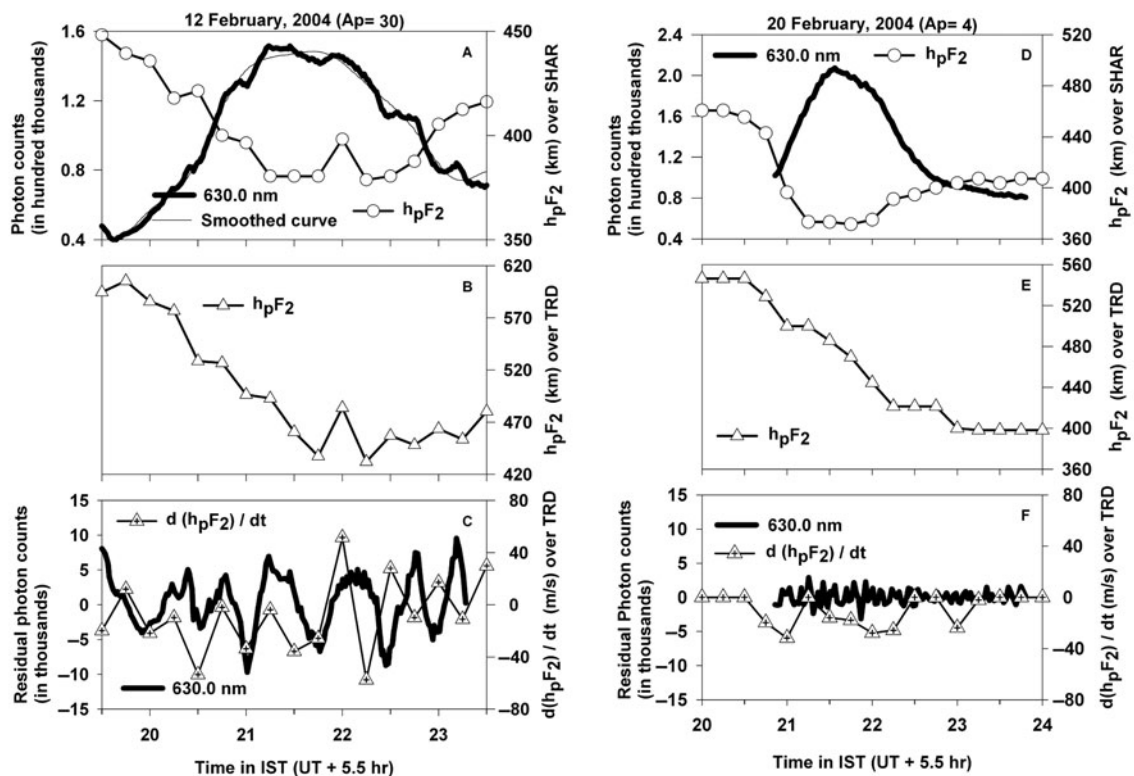 12 February, 2004 (Ap= 30)
1.6
1.2
0.8
0.4
Photon counts
(in hundred thousands)
A
630.0 nm
Smoothed curve
hpF2
450
400
350
hpF2 (km) over SHAR
B
hpF2
620
570
520
470
420
hpF2 (km) over TRD
15
10
5
0
–5
–10
–15
Residual photon counts
(in thousands)
d (hpF2) / dt
C
630.0 nm
80
40
0
–40
–80
d(hpF2) / dt (m/s) over TRD
20 21 22 23
Time in IST (UT + 5.5 hr)
20 February, 2004 (Ap= 4)
2.4
2.0
1.6
1.2
0.8
0.4
Photon counts
(in hundred thousands)
630.0 nm
hpF2
D
520
480
440
400
360
hpF2 (km) over SHAR
E
hpF2
560
520
480
440
400
360
hpF2 (km) over TRD
15
10
5
0
–5
–10
–15
Residual Photon counts
(in thousands)
630.0 nm
F
d (hpF2) / dt
80
40
0
–40
–80
d(hpF2) / dt (m/s) over TRD
20 21 22 23 24
Time in IST (UT + 5.5 hr)